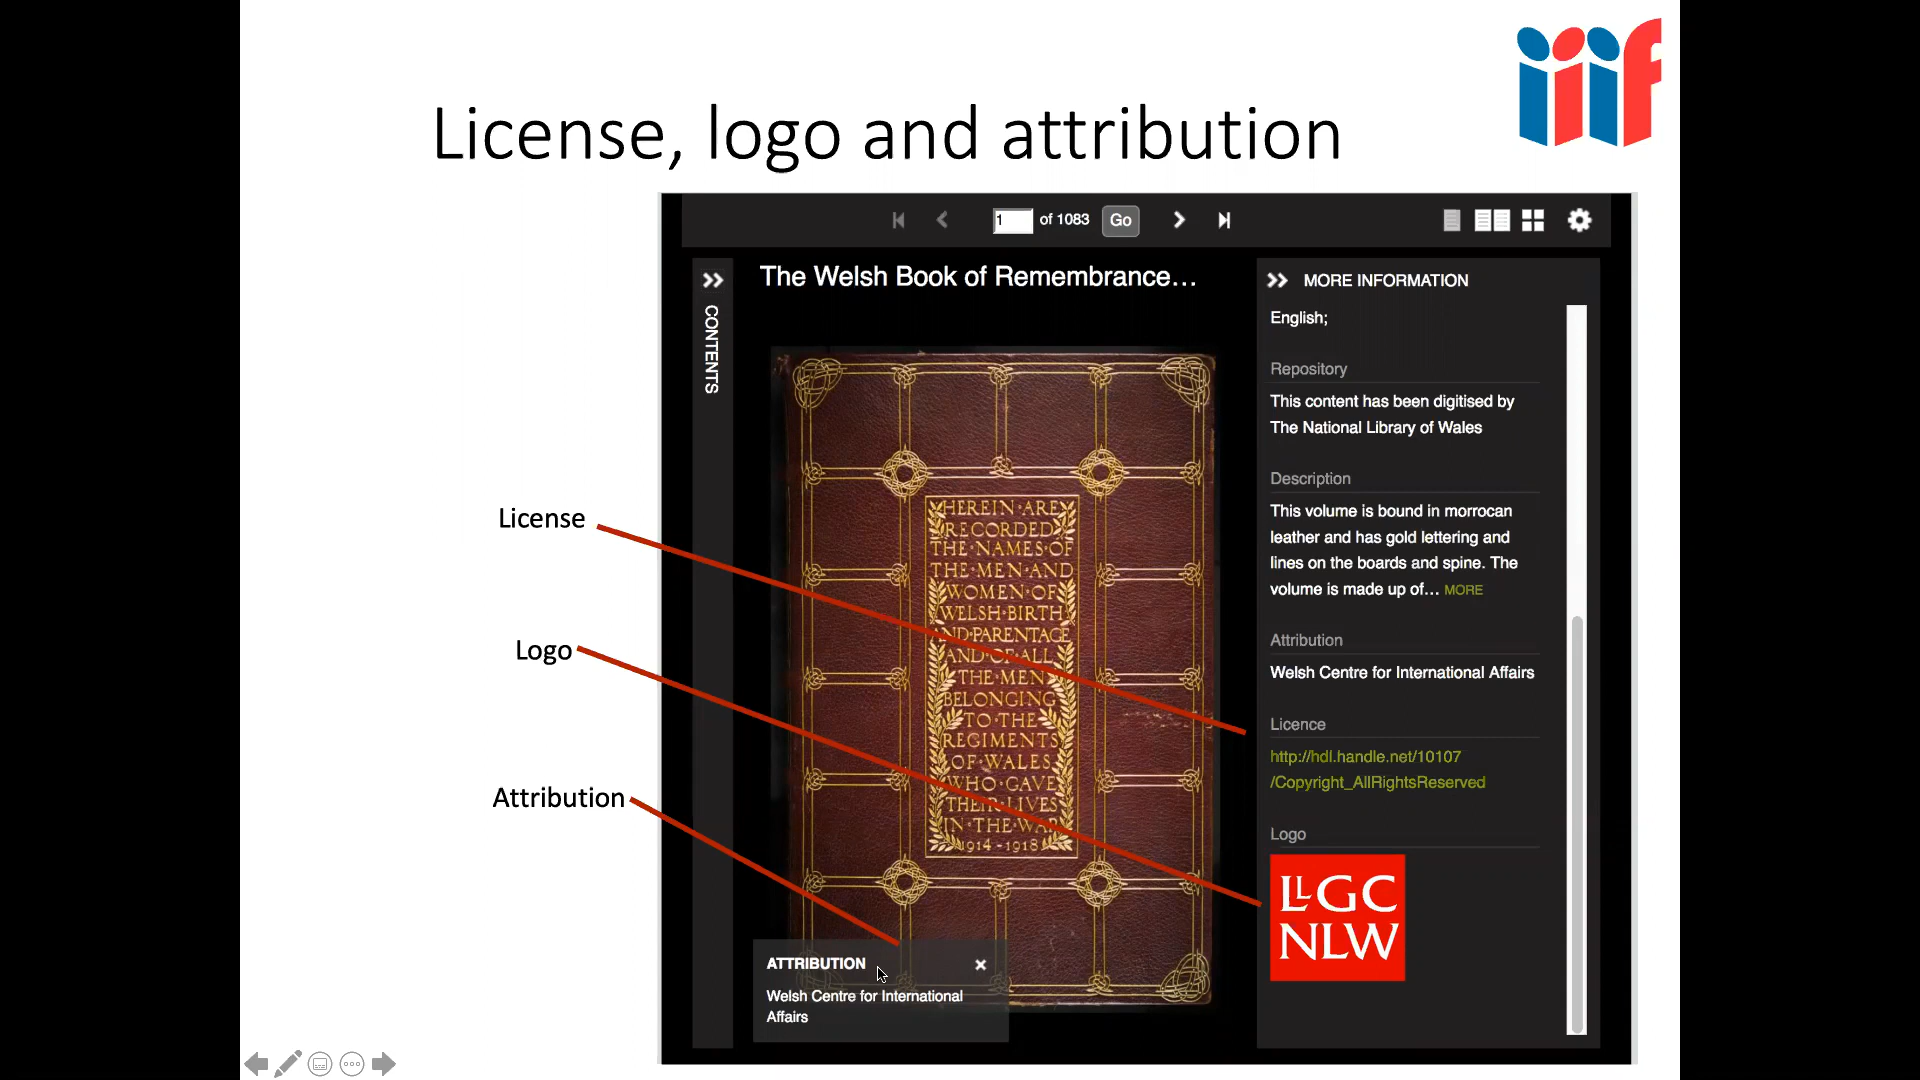 iiif
License, logo and attribution
1 of 1083 Go
CONTENTS
The Welsh Book of Remembrance...
HEREIN·ARE
RECORDED
THE·NAMES·OF
THE·MEN·AND
WOMEN·OF
WELSH·BIRTH
AND·PARENTAGE
AND·OF·ALL
THE·MEN
BELONGING
TO·THE
REGIMENTS
OF·WALES
WHO·GAVE
THEIR·LIVES
IN·THE·WAR
1914-1918
ATTRIBUTION
Welsh Centre for International
Affairs
MORE INFORMATION
English;
Repository
This content has been digitised by
The National Library of Wales
Description
This volume is bound in morrocan
leather and has gold lettering and
lines on the boards and spine. The
volume is made up of... MORE
Attribution
Welsh Centre for International Affairs
Licence
http://hdl.handle.net/10107
/Copyright_AllRightsReserved
Logo
LLGC
NLW
License
Logo
Attribution